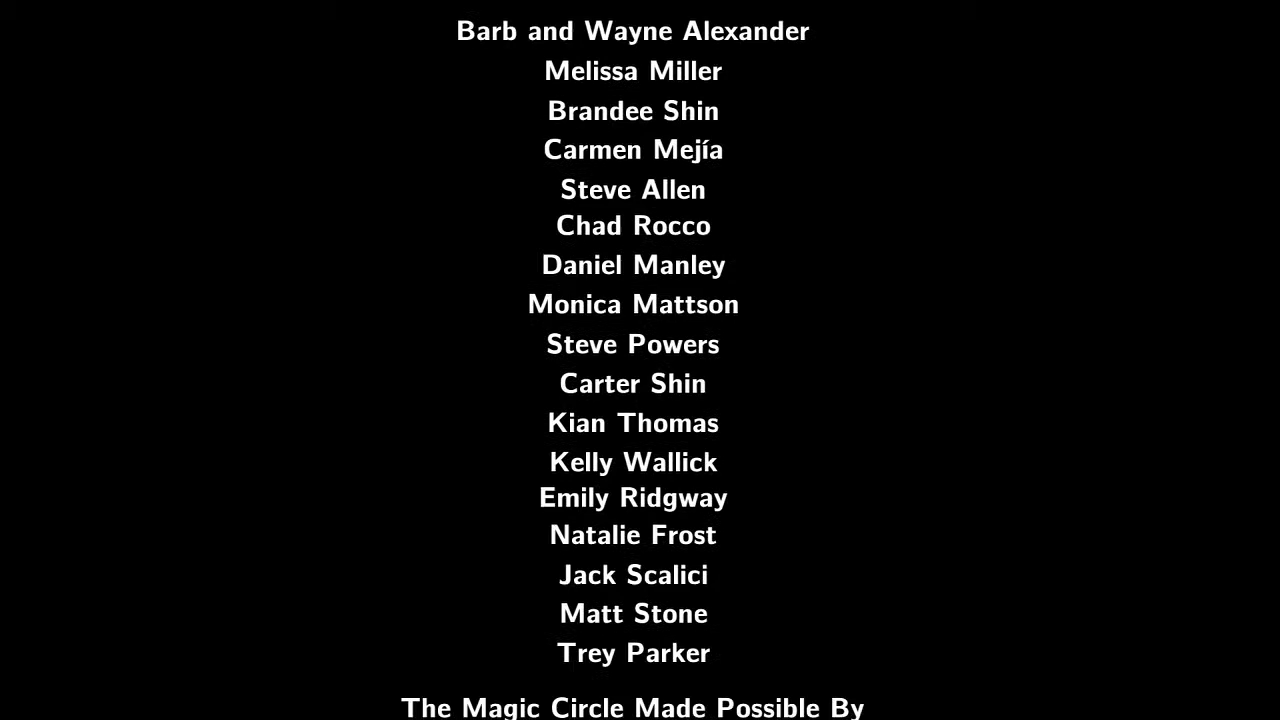 Barb and Wayne Alexander
Melissa Miller
Brandee Shin
Carmen Mejía
Steve Allen
Chad Rocco
Daniel Manley
Monica Mattson
Steve Powers
Carter Shin
Kian Thomas
Kelly Wallick
Emily Ridgway
Natalie Frost
Jack Scalici
Matt Stone
Trey Parker
The Magic Circle Made Possible By